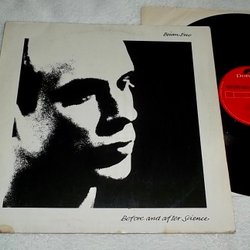 Brian Eno
Before and after Science